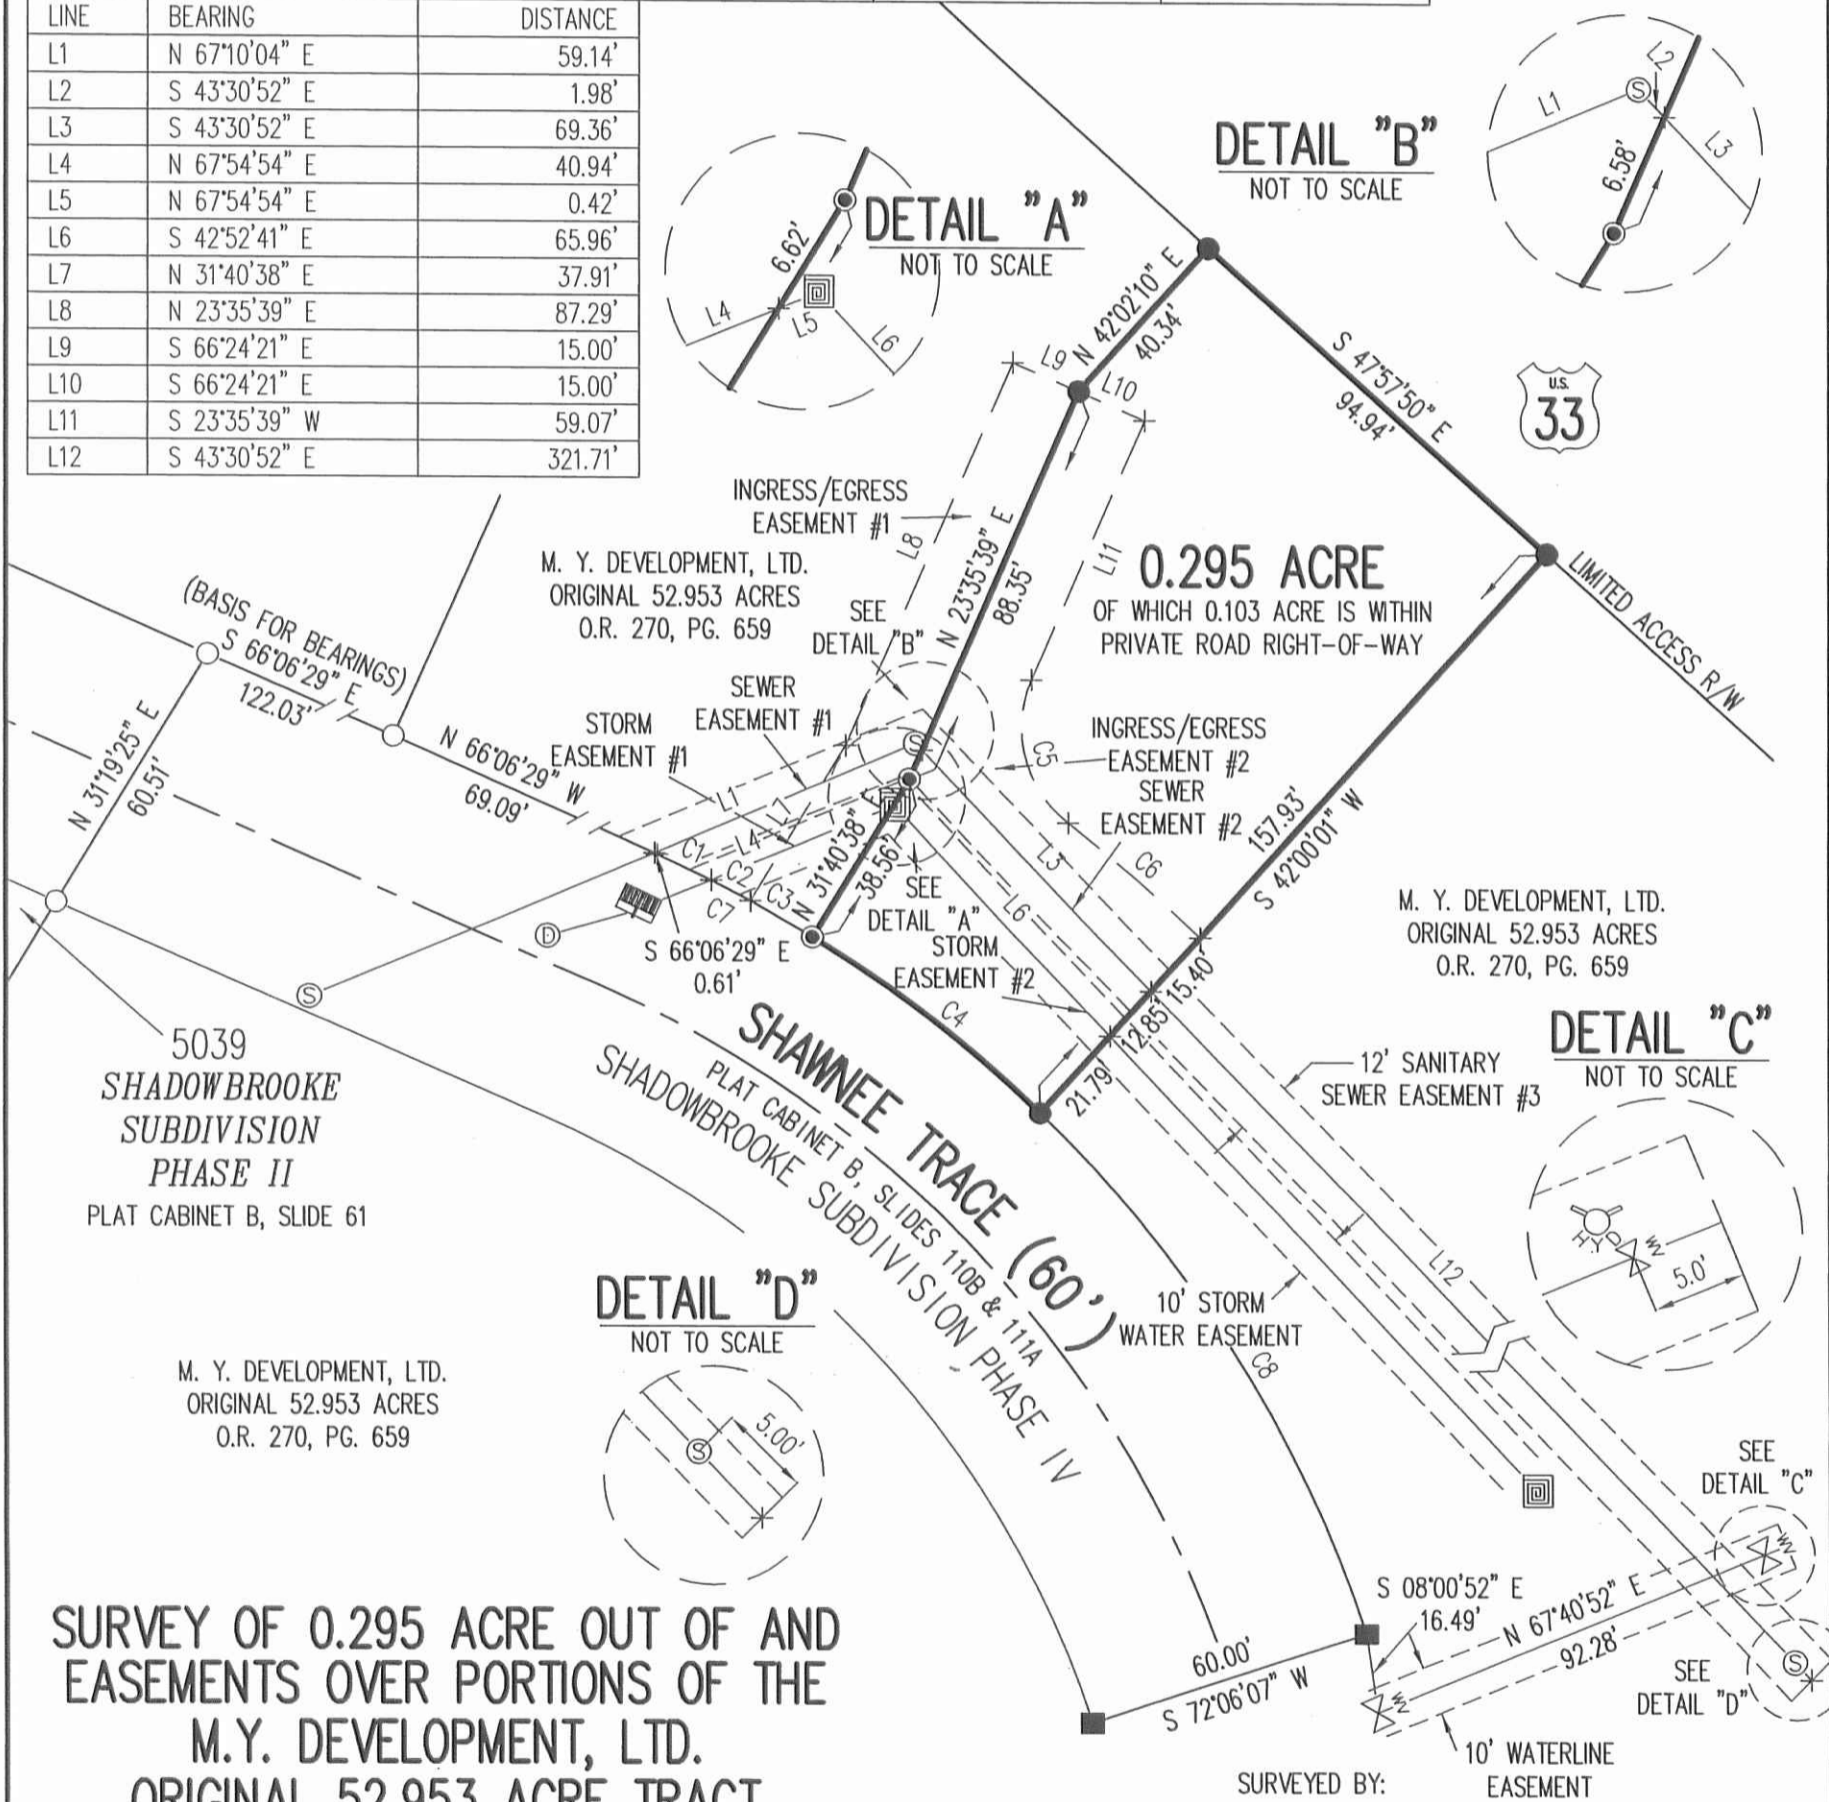 LINE BEARING DISTANCE
L1 N 67°10'04" E 59.14'
L2 S 43°30'52" E 1.98'
L3 S 43°30'52" E 69.36'
L4 N 67°54'54" E 40.94'
L5 N 67°54'54" E 0.42'
L6 S 42°52'41" E 65.96'
L7 N 31°40'38" E 37.91'
L8 N 23°35'39" E 87.29'
L9 S 66°24'21" E 15.00'
L10 S 66°24'21" E 15.00'
L11 S 23°35'39" W 59.07'
L12 S 43°30'52" E 321.71'
DETAIL "A"
NOT TO SCALE
6.62'
L4
L5
L6
DETAIL "B"
NOT TO SCALE
L1
L2
S
L3
6.58'
N 42°02'10" E
40.34'
L9
L10
S 47°57'50" E
94.94'
U.S.
33
INGRESS/EGRESS
EASEMENT #1
L8
N 23°35'39" E
88.35'
L11
0.295 ACRE
OF WHICH 0.103 ACRE IS WITHIN
PRIVATE ROAD RIGHT-OF-WAY
LIMITED ACCESS R/W
M. Y. DEVELOPMENT, LTD.
ORIGINAL 52.953 ACRES
O.R. 270, PG. 659
SEE
DETAIL "B"
(BASIS FOR BEARINGS)
S 66°06'29" E
122.03'
N 31°19'25" E
60.51'
N 66°06'29" W
69.09'
STORM
EASEMENT #1
SEWER
EASEMENT #1
S
INGRESS/EGRESS
EASEMENT #2
SEWER
EASEMENT #2
C5
C6
157.93'
S 42°00'01" W
L1
L4
L7
C1
C2
C3
C7
N 31°40'38"
38.56'
SEE
DETAIL "A"
L3
L6
STORM
EASEMENT #2
C4
D
S
S 66°06'29" E
0.61'
15.40'
12.85'
21.79'
M. Y. DEVELOPMENT, LTD.
ORIGINAL 52.953 ACRES
O.R. 270, PG. 659
5039
SHADOWBROOKE
SUBDIVISION
PHASE II
PLAT CABINET B, SLIDE 61
SHAWNEE TRACE (60')
PLAT CABINET B, SLIDES 110B & 111A
SHADOWBROOKE SUBDIVISION PHASE IV
12' SANITARY
SEWER EASEMENT #3
DETAIL "C"
NOT TO SCALE
HYD
WV
5.0'
L12
10' STORM
WATER EASEMENT
C8
DETAIL "D"
NOT TO SCALE
S
5.00'
M. Y. DEVELOPMENT, LTD.
ORIGINAL 52.953 ACRES
O.R. 270, PG. 659
SEE
DETAIL "C"
WV
S 08°00'52" E
16.49'
N 67°40'52" E
92.28'
60.00'
S 72°06'07" W
WV
SEE
DETAIL "D"
S
10' WATERLINE
EASEMENT
SURVEYED BY:
SURVEY OF 0.295 ACRE OUT OF AND
EASEMENTS OVER PORTIONS OF THE
M.Y. DEVELOPMENT, LTD.
ORIGINAL 52.953 ACRE TRACT